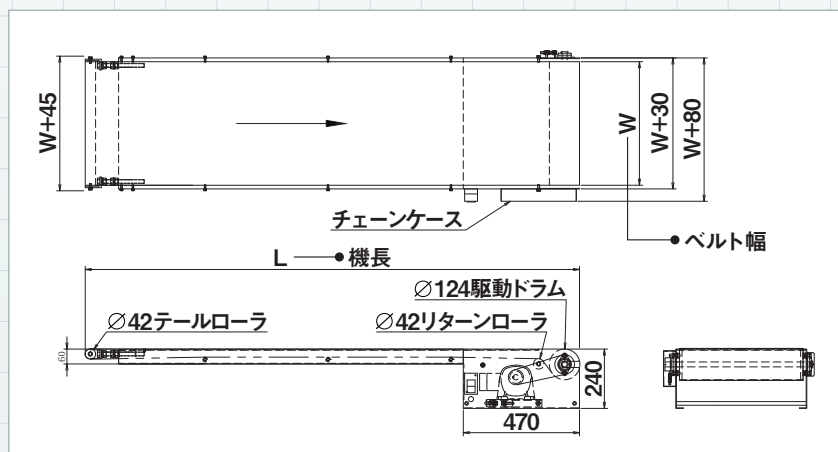 W+45
W
W+30
W+80
チェーンケース
ベルト幅
L 機長
∅124駆動ドラム
∅42テールローラ
∅42リターンローラ
60
240
470